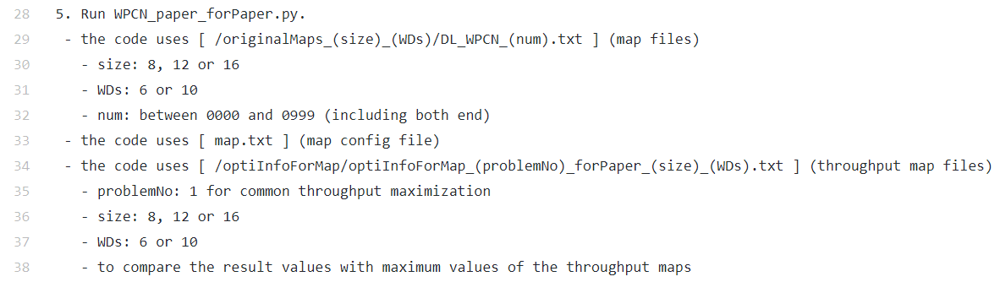 28 5. Run WPCN_paper_forPaper.py.
29 - the code uses [ /originalMaps_(size)_(WDs)/DL_WPCN_(num).txt ] (map files)
30 - size: 8, 12 or 16
31 - WDs: 6 or 10
32 - num: between 0000 and 0999 (including both end)
33 - the code uses [ map.txt ] (map config file)
34 - the code uses [ /optiInfoForMap/optiInfoForMap_(problemNo)_forPaper_(size)_(WDs).txt ] (throughput map files)
35 - problemNo: 1 for common throughput maximization
36 - size: 8, 12 or 16
37 - WDs: 6 or 10
38 - to compare the result values with maximum values of the throughput maps